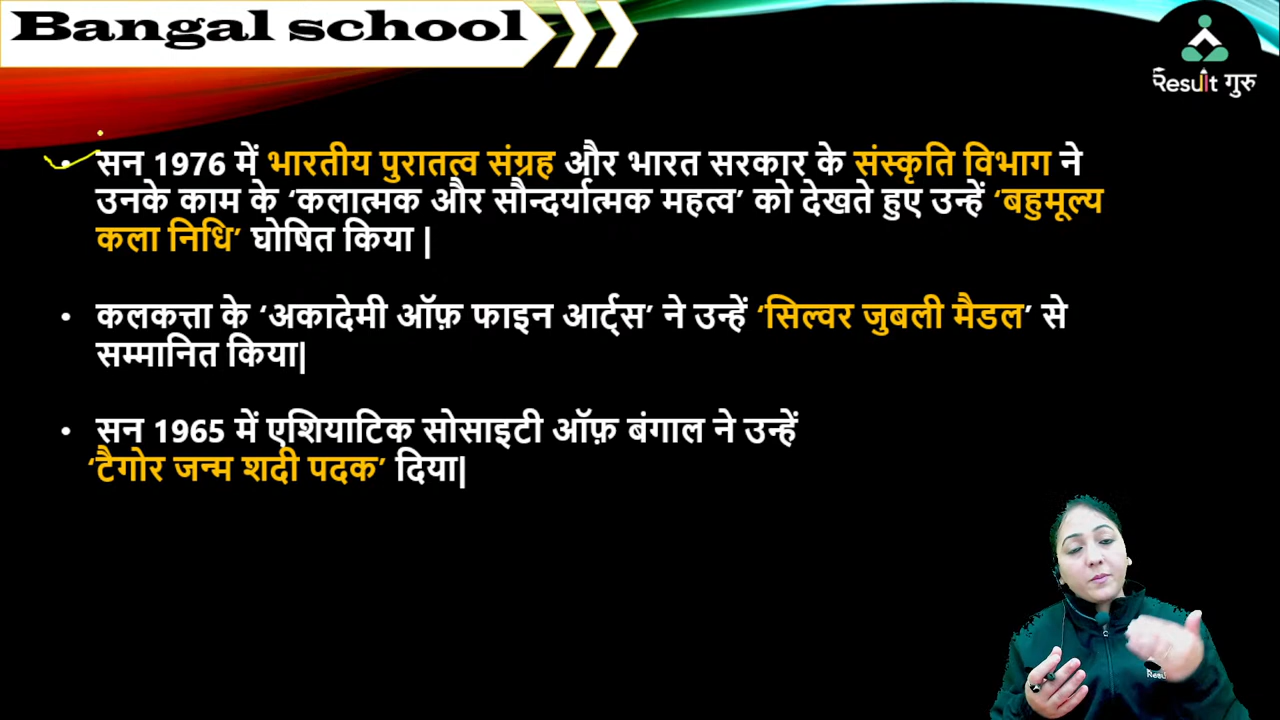 Bangal school
Result गुरु
• सन 1976 में भारतीय पुरातत्व संग्रह और भारत सरकार के संस्कृति विभाग ने
उनके काम के ‘कलात्मक और सौन्दर्यात्मक महत्व’ को देखते हुए उन्हें ‘बहुमूल्य
कला निधि’ घोषित किया |
• कलकत्ता के ‘अकादेमी ऑफ़ फाइन आर्ट्स’ ने उन्हें ‘सिल्वर जुबली मैडल’ से
सम्मानित किया|
• सन 1965 में एशियाटिक सोसाइटी ऑफ़ बंगाल ने उन्हें
‘टैगोर जन्म शदी पदक’ दिया|